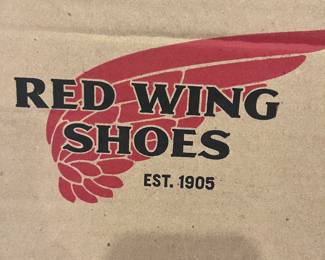 RED WING
SHOES
EST. 1905